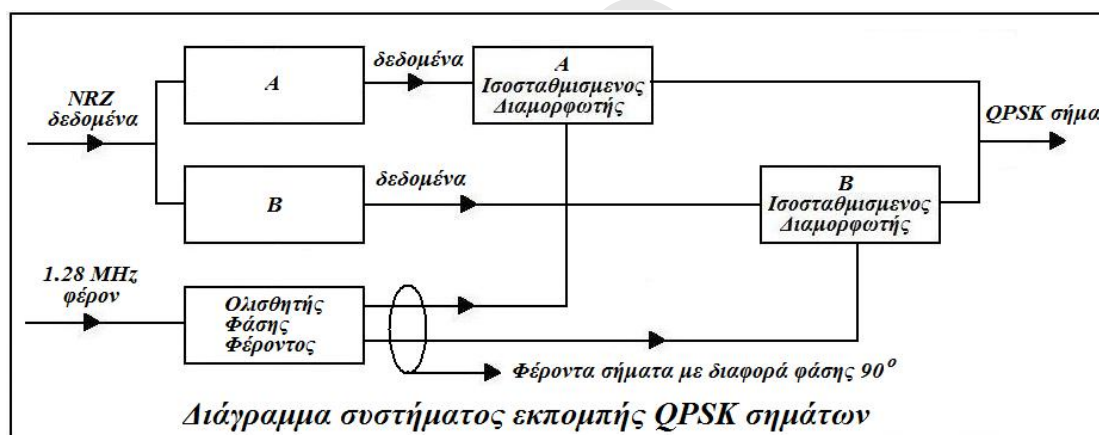 NRZ
δεδομένα
A
δεδομένα
A
Ισοσταθμισμενος
Διαμορφωτής
QPSK σήμα
B
δεδομένα
B
Ισοσταθμισμενος
Διαμορφωτής
1.28 MHz
φέρον
Ολισθητής
Φάσης
Φέροντος
Φέροντα σήματα με διαφορά φάσης 90°
Διάγραμμα συστήματος εκπομπής QPSK σημάτων